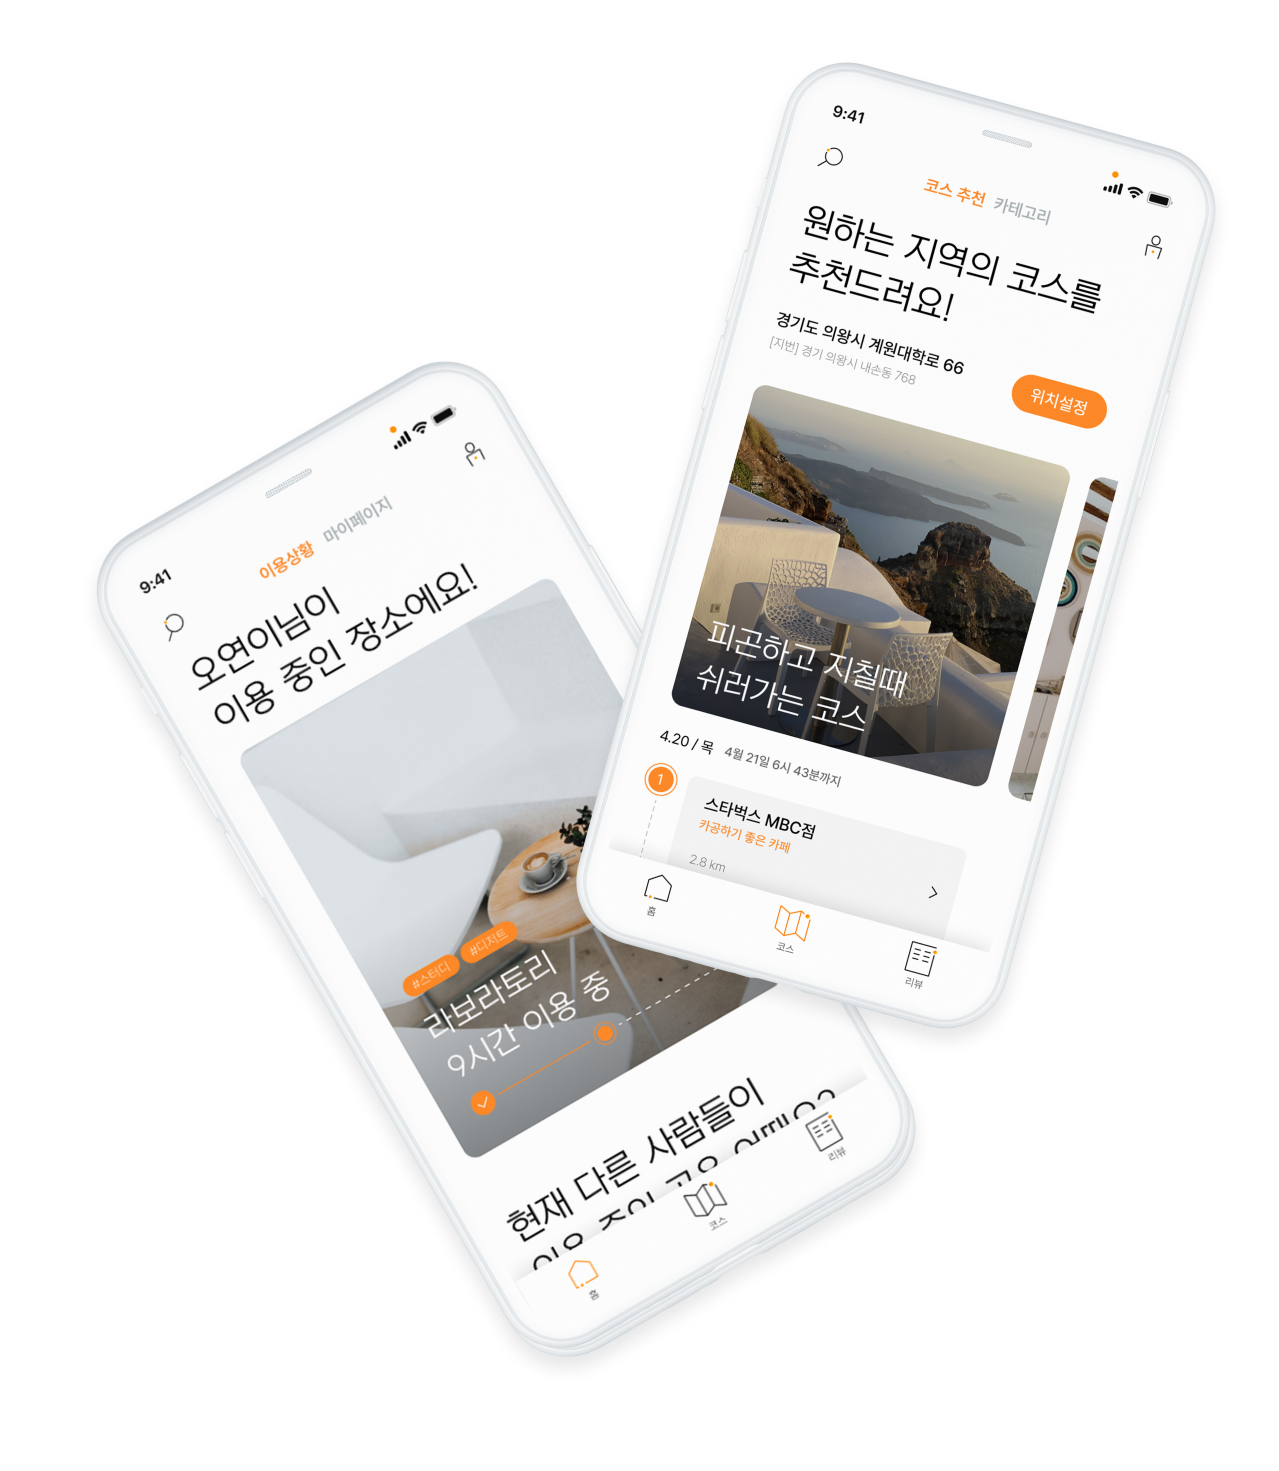 9:41
코스 추천 카테고리
원하는 지역의 코스를
추천드려요!
경기도 의왕시 계원대학로 66
[지번] 경기 의왕시 내손동 768
위치설정
피곤하고 지칠때
쉬러가는 코스
4.20 / 목 4월 21일 6시 43분까지
1
스타벅스 MBC점
카공하기 좋은 카페
2.8 km
홈
코스
리뷰
9:41
이용상황 마이페이지
오연이님이
이용 중인 장소에요!
#스터디 #디저트
라보라토리
9시간 이용 중
현재 다른 사람들이
이용 중인 곳은 어때요?
홈
코스
리뷰